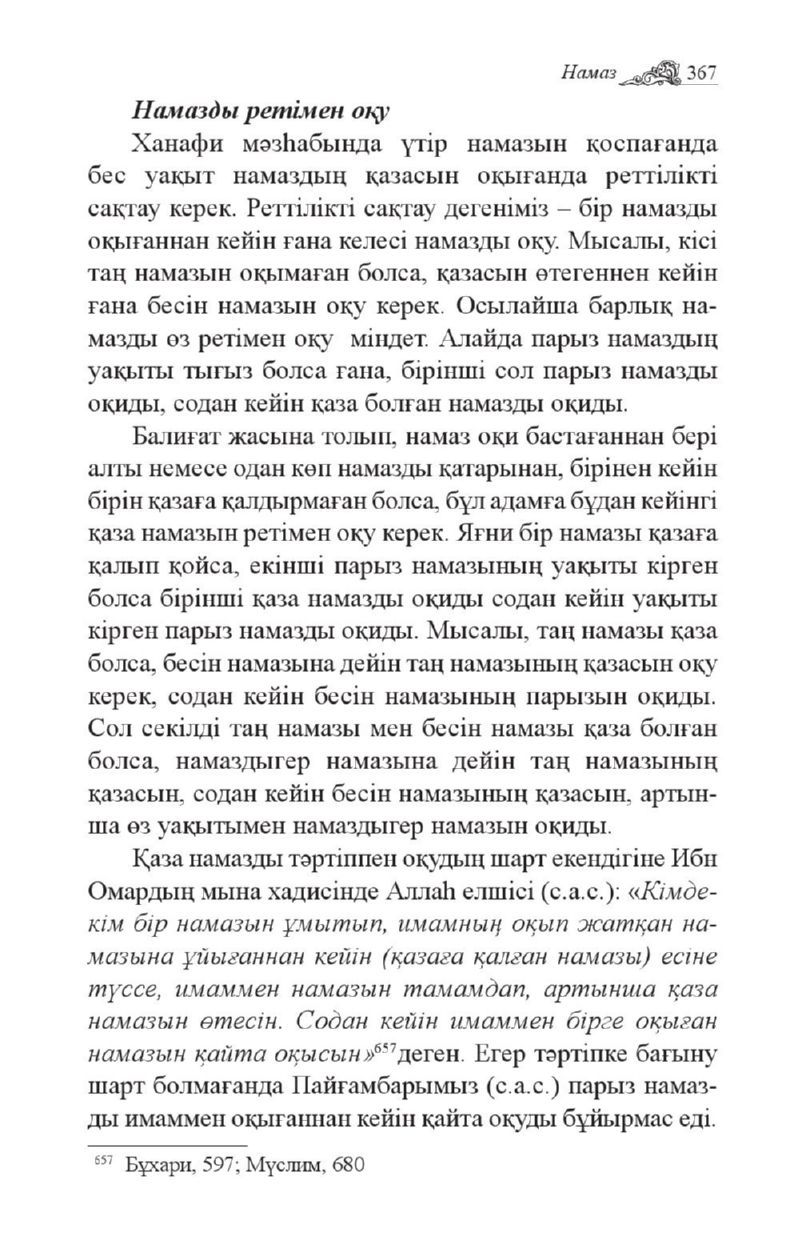 Намаз 367
Намазды ретімен оқу
Ханафи мәзһабында үтір намазын қоспағанда
бес уақыт намаздың қазасын оқығанда реттілікті
сақтау керек. Реттілікті сақтау дегеніміз – бір намазды
оқығаннан кейін ғана келесі намазды оқу. Мысалы, кісі
таң намазын оқымаған болса, қазасын өтегеннен кейін
ғана бесін намазын оқу керек. Осылайша барлық на-
мазды өз ретімен оқу міндет. Алайда парыз намаздың
уақыты тығыз болса ғана, бірінші сол парыз намазды
оқиды, содан кейін қаза болған намазды оқиды.
Балиғат жасына толып, намаз оқи бастағаннан бері
алты немесе одан көп намазды қатарынан, бірінен кейін
бірін қазаға қалдырмаған болса, бұл адамға бұдан кейінгі
қаза намазын ретімен оқу керек. Яғни бір намазы қазаға
қалып қойса, екінші парыз намазының уақыты кірген
болса бірінші қаза намазды оқиды содан кейін уақыты
кірген парыз намазды оқиды. Мысалы, таң намазы қаза
болса, бесін намазына дейін таң намазының қазасын оқу
керек, содан кейін бесін намазының парызын оқиды.
Сол секілді таң намазы мен бесін намазы қаза болған
болса, намаздыгер намазына дейін таң намазының
қазасын, содан кейін бесін намазының қазасын, артын-
ша өз уақытымен намаздыгер намазын оқиды.
Қаза намазды тәртіппен оқудың шарт екендігіне Ибн
Омардың мына хадисінде Аллаһ елшісі (с.а.с.): «Кімде-
кім бір намазын ұмытып, имамның оқып жатқан на-
мазына ұйығаннан кейін (қазаға қалған намазы) есіне
түссе, имаммен намазын тамамдап, артынша қаза
намазын өтесін. Содан кейін имаммен бірге оқыған
намазын қайта оқысын»657деген. Егер тәртіпке бағыну
шарт болмағанда Пайғамбарымыз (с.а.с.) парыз намаз-
ды имаммен оқығаннан кейін қайта оқуды бұйырмас еді.
657 Бұхари, 597; Мүслим, 680